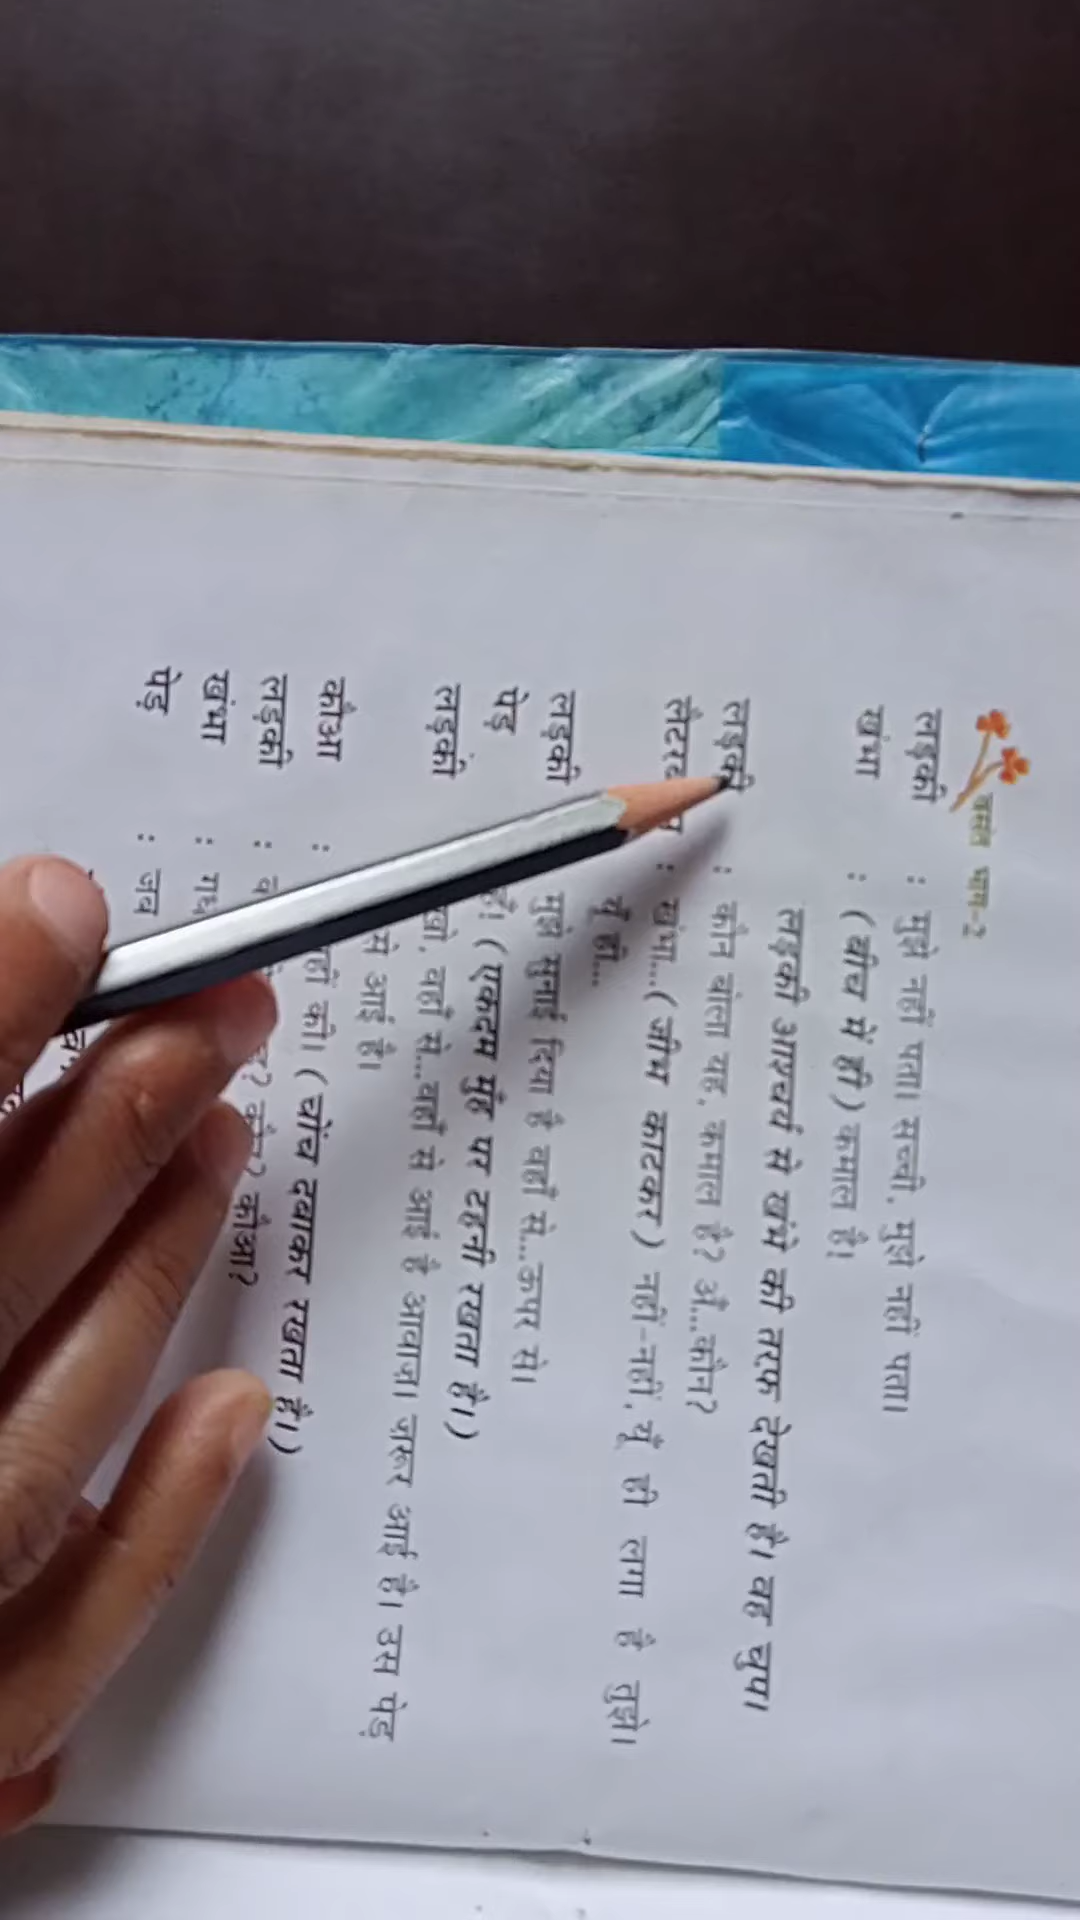 वसंत भाग-2
लड़की : मुझे नहीं पता। सच्ची, मुझे नहीं पता।
खंभा : (बीच में ही) कमाल है!
लड़की आश्चर्य से खंभे की तरफ़ देखती है। वह चुप।
लड़की : कौन बोला यह, कमाल है? अँ...कौन?
: खंभा...(जीभ काटकर) नहीं-नहीं, यूं ही लगा है तुझे।
यूं ही...
लड़की मुझे सुनाई दिया है वहाँ से...ऊपर से।
पेड़ हैं! (एकदम मुंह पर टहनी रखता है।)
लड़की वहाँ से...वहाँ से आई है आवाज़। ज़रूर आई है। उस पेड़
से आई है।
कौआ : नहीं की। (चोंच दबाकर रखता है।)
लड़की : कौन? कौआ?
खंभा :
पेड़ : जब